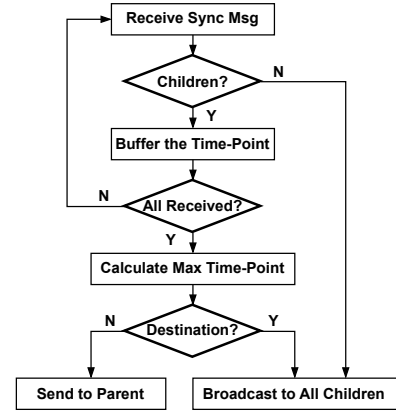 Receive Sync Msg
Children?
N
Y
Buffer the Time-Point
N
All Received?
Y
Calculate Max Time-Point
N
Destination?
Y
Send to Parent
Broadcast to All Children